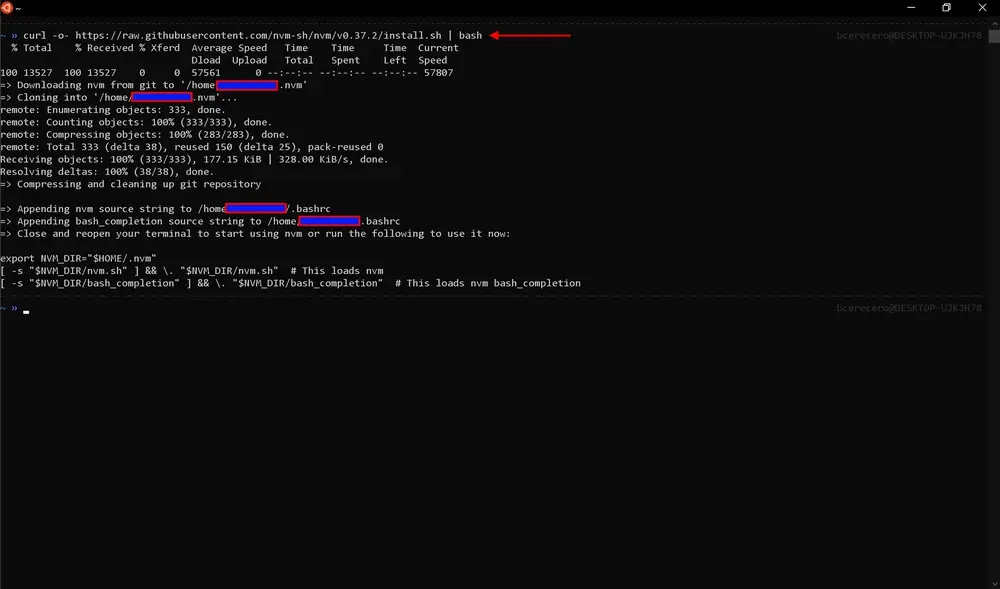 ~
~ » curl -o- https://raw.githubusercontent.com/nvm-sh/nvm/v0.37.2/install.sh | bash bcerecero@DESKTOP-UJKJH78
% Total % Received % Xferd Average Speed Time Time Time Current
Dload Upload Total Spent Left Speed
100 13527 100 13527 0 0 57561 0 --:--:-- --:--:-- --:--:-- 57807
=> Downloading nvm from git to '/home .nvm'
=> Cloning into '/home/ .nvm'...
remote: Enumerating objects: 333, done.
remote: Counting objects: 100% (333/333), done.
remote: Compressing objects: 100% (283/283), done.
remote: Total 333 (delta 38), reused 150 (delta 25), pack-reused 0
Receiving objects: 100% (333/333), 177.15 KiB | 328.00 KiB/s, done.
Resolving deltas: 100% (38/38), done.
=> Compressing and cleaning up git repository
=> Appending nvm source string to /home /.bashrc
=> Appending bash_completion source string to /home/ .bashrc
=> Close and reopen your terminal to start using nvm or run the following to use it now:
export NVM_DIR="$HOME/.nvm"
[ -s "$NVM_DIR/nvm.sh" ] && \. "$NVM_DIR/nvm.sh" # This loads nvm
[ -s "$NVM_DIR/bash_completion" ] && \. "$NVM_DIR/bash_completion" # This loads nvm bash_completion
~ » bcerecero@DESKTOP-UJKJH78